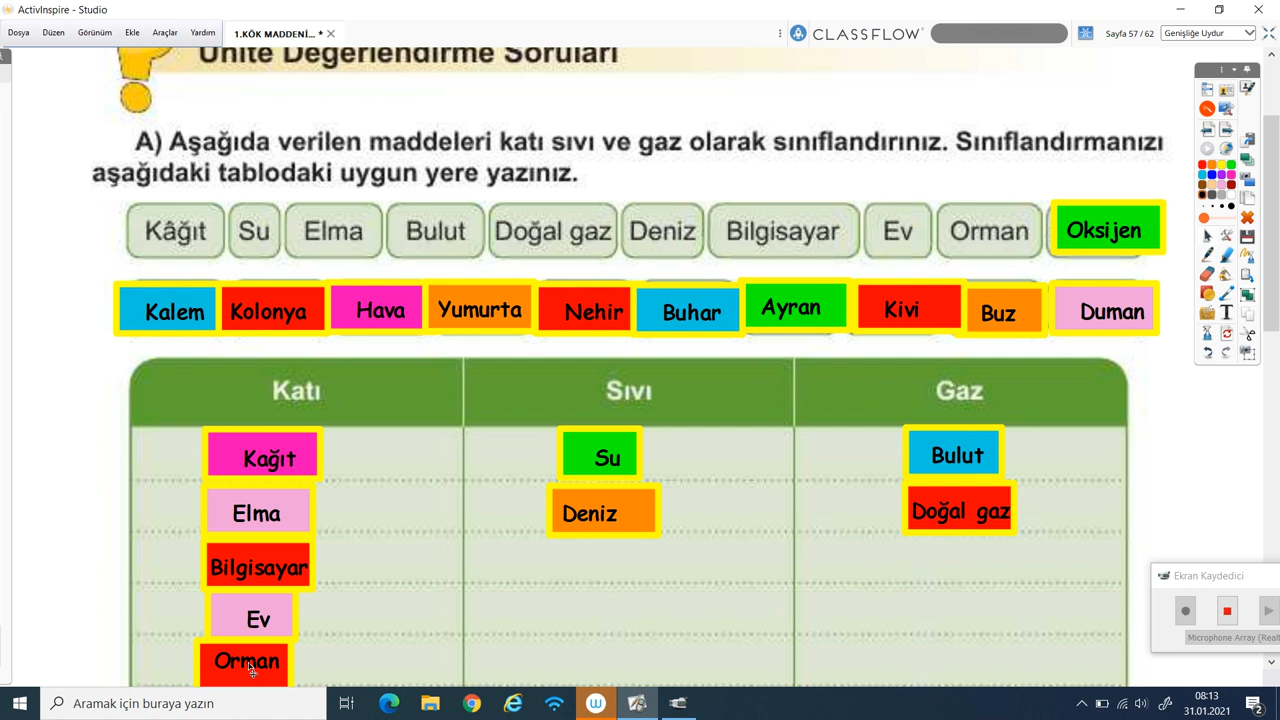 ActivInspire - Studio
Dosya Düzen Görünüm Ekle Araçlar Yardım 1.KÖK MADDENİ... * CLASSFLOW Sayfa 57 / 62 Genişliğe Uydur
Ünite Değerlendirme Soruları
A) Aşağıda verilen maddeleri katı sıvı ve gaz olarak sınıflandırınız. Sınıflandırmanızı
aşağıdaki tablodaki uygun yere yazınız.
Kâğıt Su Elma Bulut Doğal gaz Deniz Bilgisayar Ev Orman Oksijen
Kalem Kolonya Hava Yumurta Nehir Buhar Ayran Kivi Buz Duman
Katı Sıvı Gaz
Kağıt Su Bulut
Elma Deniz Doğal gaz
Bilgisayar
Ev
Orman
Ekran Kaydedici
Microphone Array (Realt
Aramak için buraya yazın
08:13
31.01.2021
2